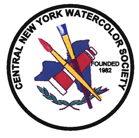 CENTRAL NEW YORK WATERCOLOR SOCIETY
FOUNDED
1982